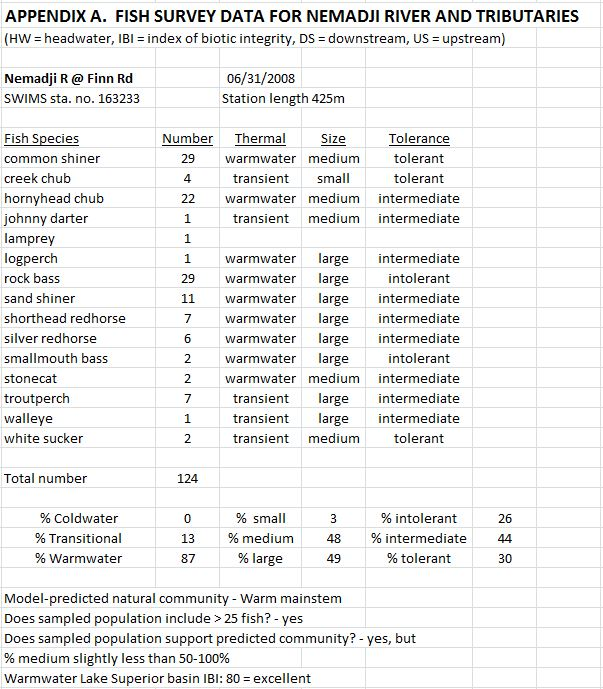 APPENDIX A. FISH SURVEY DATA FOR NEMADJI RIVER AND TRIBUTARIES
(HW = headwater, IBI = index of biotic integrity, DS = downstream, US = upstream)
Nemadji R @ Finn Rd 06/31/2008
SWIMS sta. no. 163233 Station length 425m
Fish Species Number Thermal Size Tolerance
common shiner 29 warmwater medium tolerant
creek chub 4 transient small tolerant
hornyhead chub 22 warmwater medium intermediate
johnny darter 1 transient medium intermediate
lamprey 1
logperch 1 warmwater large intermediate
rock bass 29 warmwater large intolerant
sand shiner 11 warmwater large intermediate
shorthead redhorse 7 warmwater large intermediate
silver redhorse 6 warmwater large intermediate
smallmouth bass 2 warmwater large intolerant
stonecat 2 warmwater medium intermediate
troutperch 7 transient large intermediate
walleye 1 transient large intermediate
white sucker 2 transient medium tolerant
Total number 124
% Coldwater 0 % small 3 % intolerant 26
% Transitional 13 % medium 48 % intermediate 44
% Warmwater 87 % large 49 % tolerant 30
Model-predicted natural community - Warm mainstem
Does sampled population include > 25 fish? - yes
Does sampled population support predicted community? - yes, but
% medium slightly less than 50-100%
Warmwater Lake Superior basin IBI: 80 = excellent